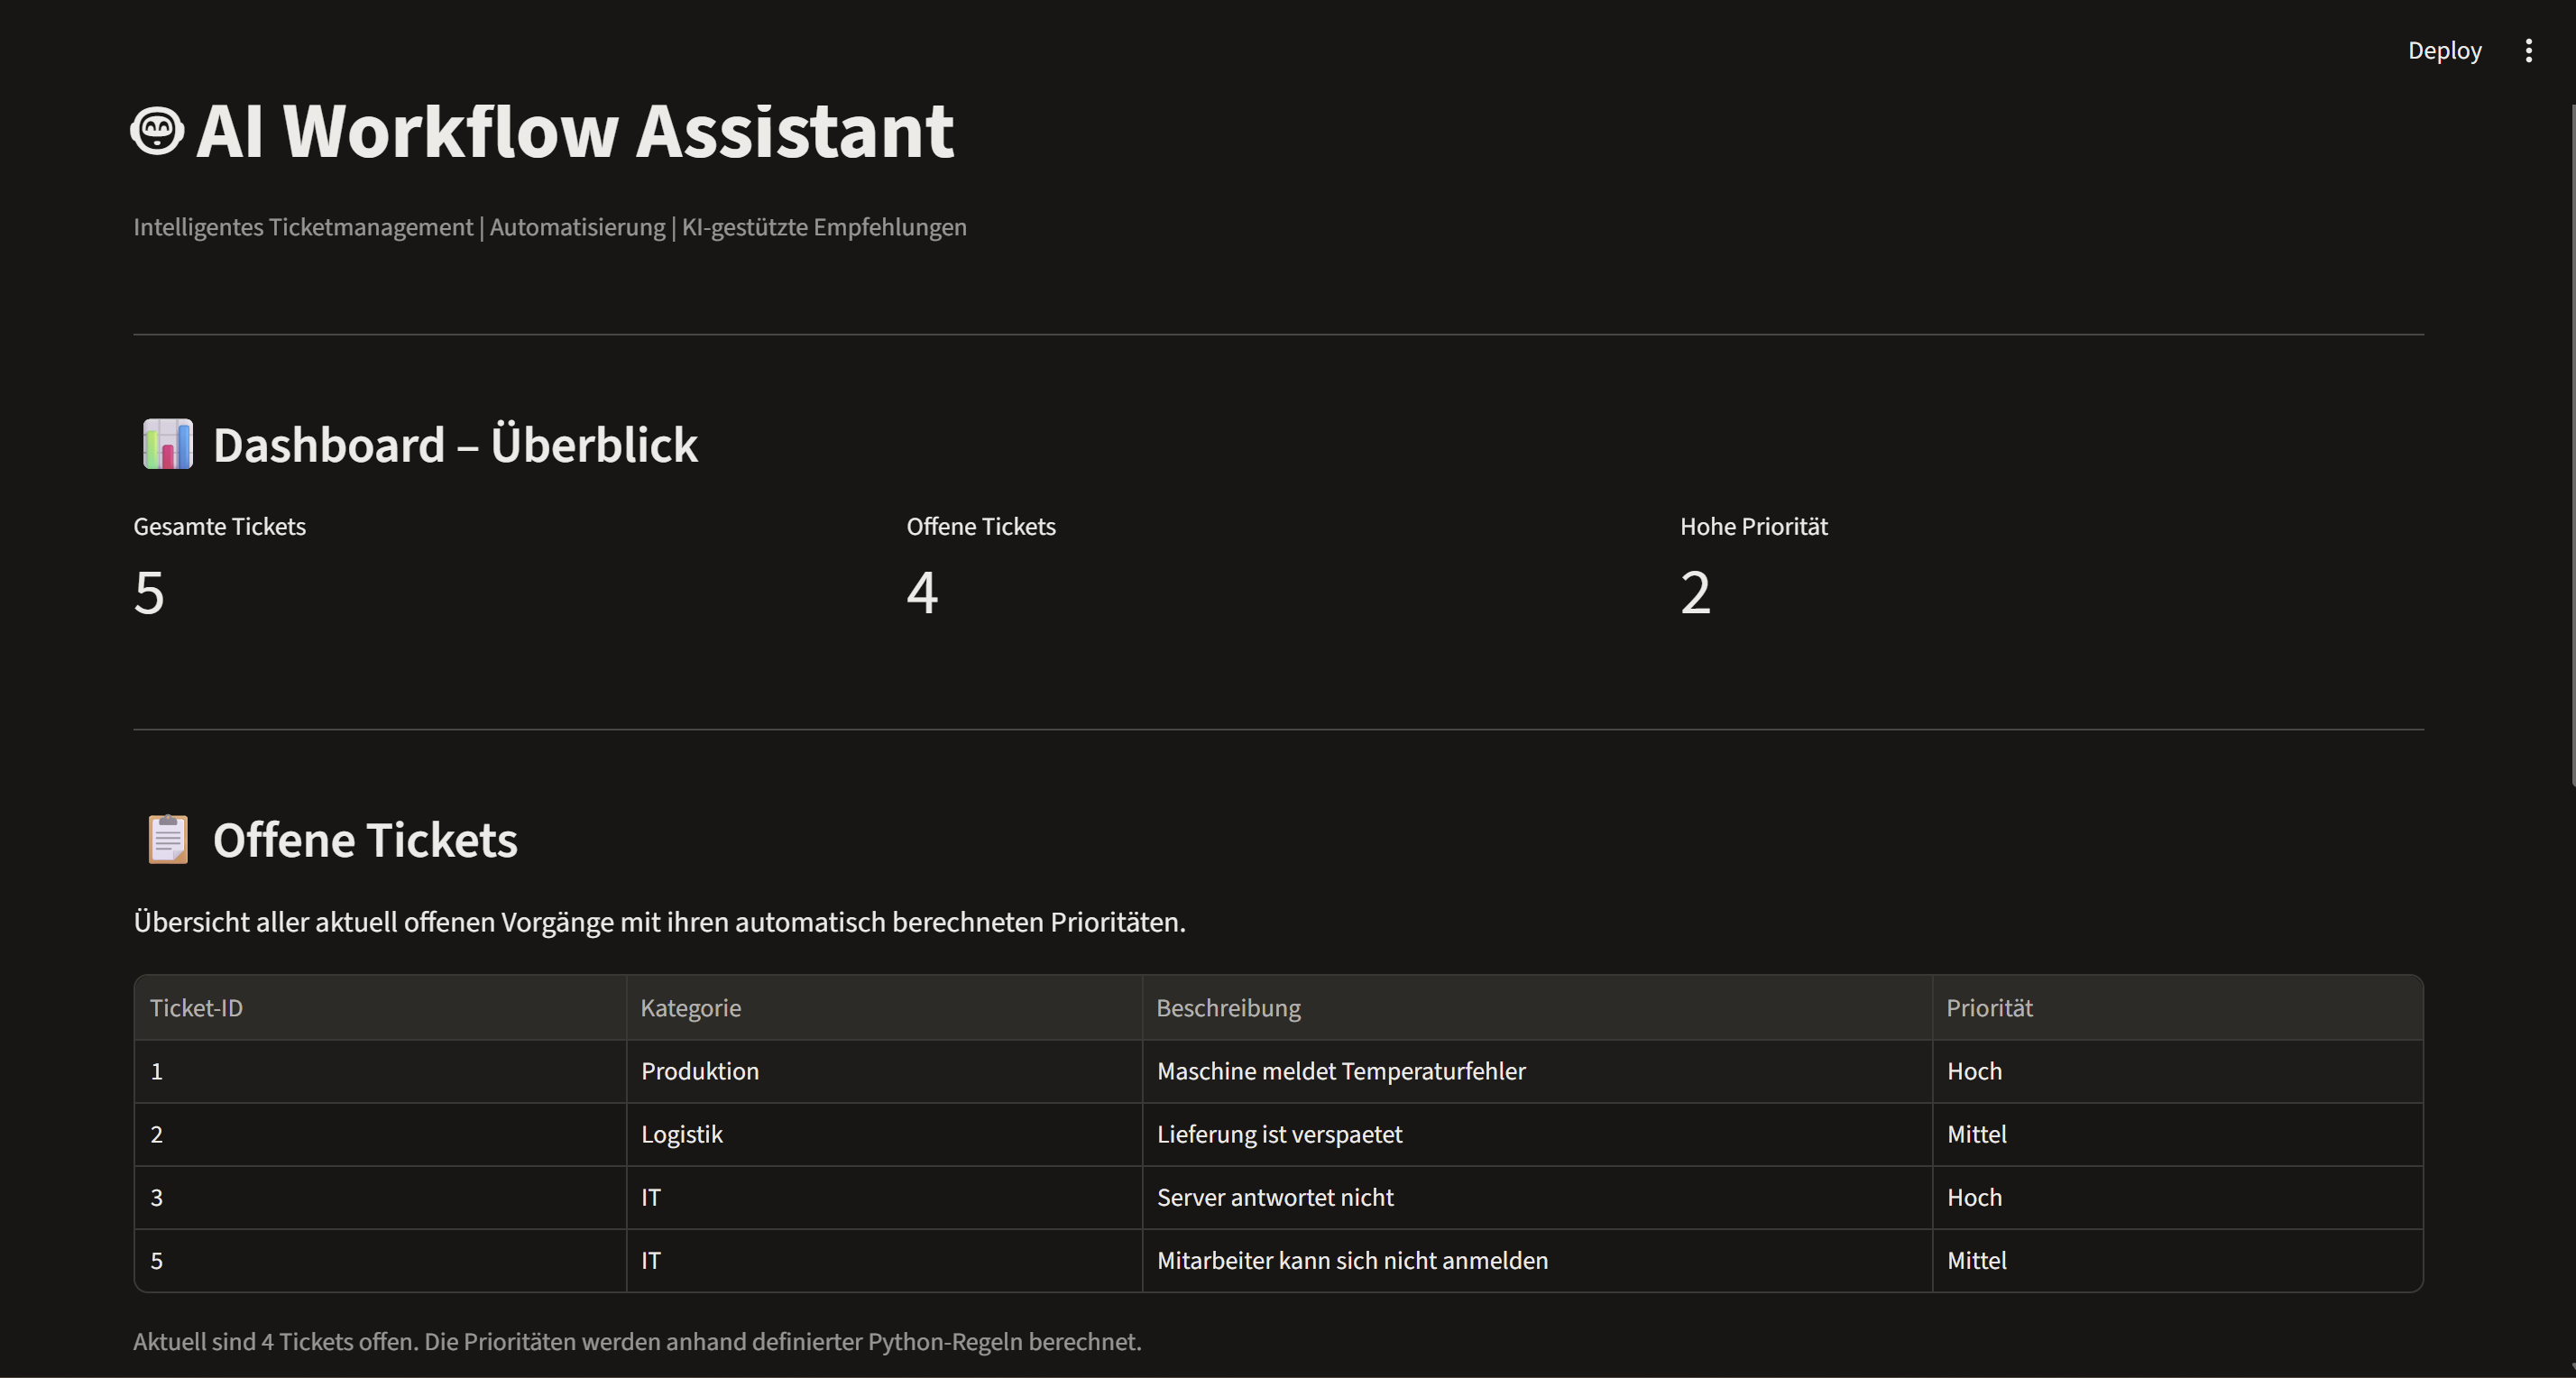 Deploy
AI Workflow Assistant
Intelligentes Ticketmanagement | Automatisierung | KI-gestützte Empfehlungen
Dashboard – Überblick
Gesamte Tickets
5
Offene Tickets
4
Hohe Priorität
2
Offene Tickets
Übersicht aller aktuell offenen Vorgänge mit ihren automatisch berechneten Prioritäten.
Ticket-ID Kategorie Beschreibung Priorität
1 Produktion Maschine meldet Temperaturfehler Hoch
2 Logistik Lieferung ist verspaetet Mittel
3 IT Server antwortet nicht Hoch
5 IT Mitarbeiter kann sich nicht anmelden Mittel
Aktuell sind 4 Tickets offen. Die Prioritäten werden anhand definierter Python-Regeln berechnet.